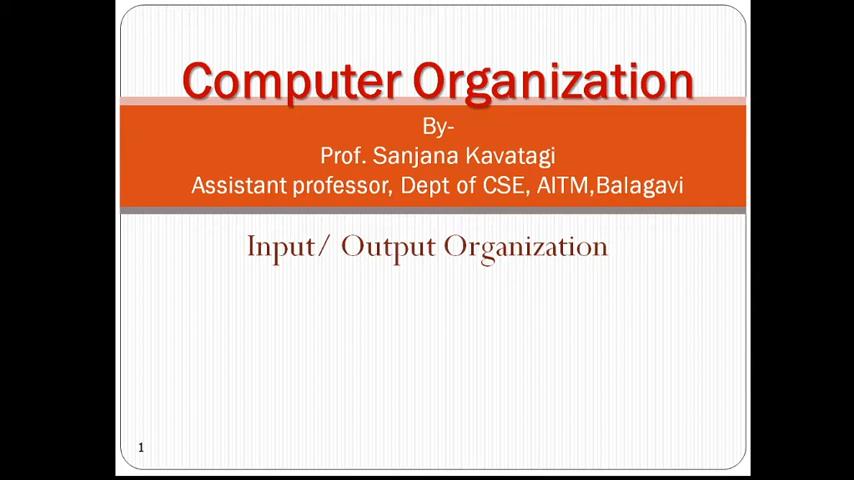 Computer Organization
By-
Prof. Sanjana Kavatagi
Assistant professor, Dept of CSE, AITM,Balagavi
Input/ Output Organization
1